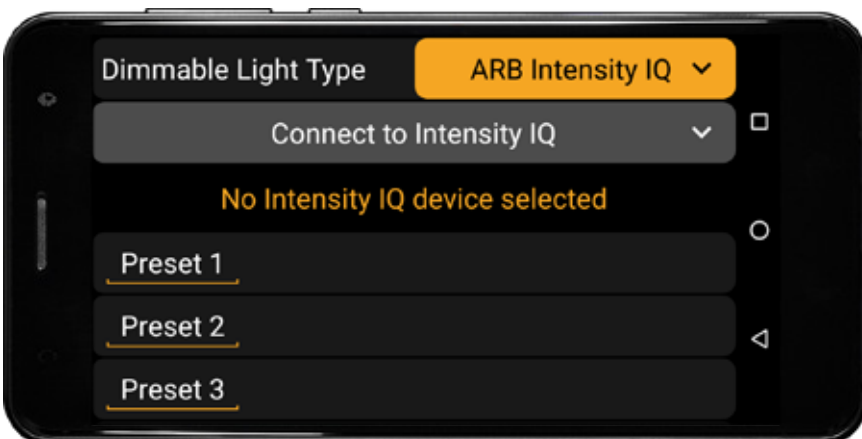 Dimmable Light Type ARB Intensity IQ
Connect to Intensity IQ
No Intensity IQ device selected
Preset 1
Preset 2
Preset 3